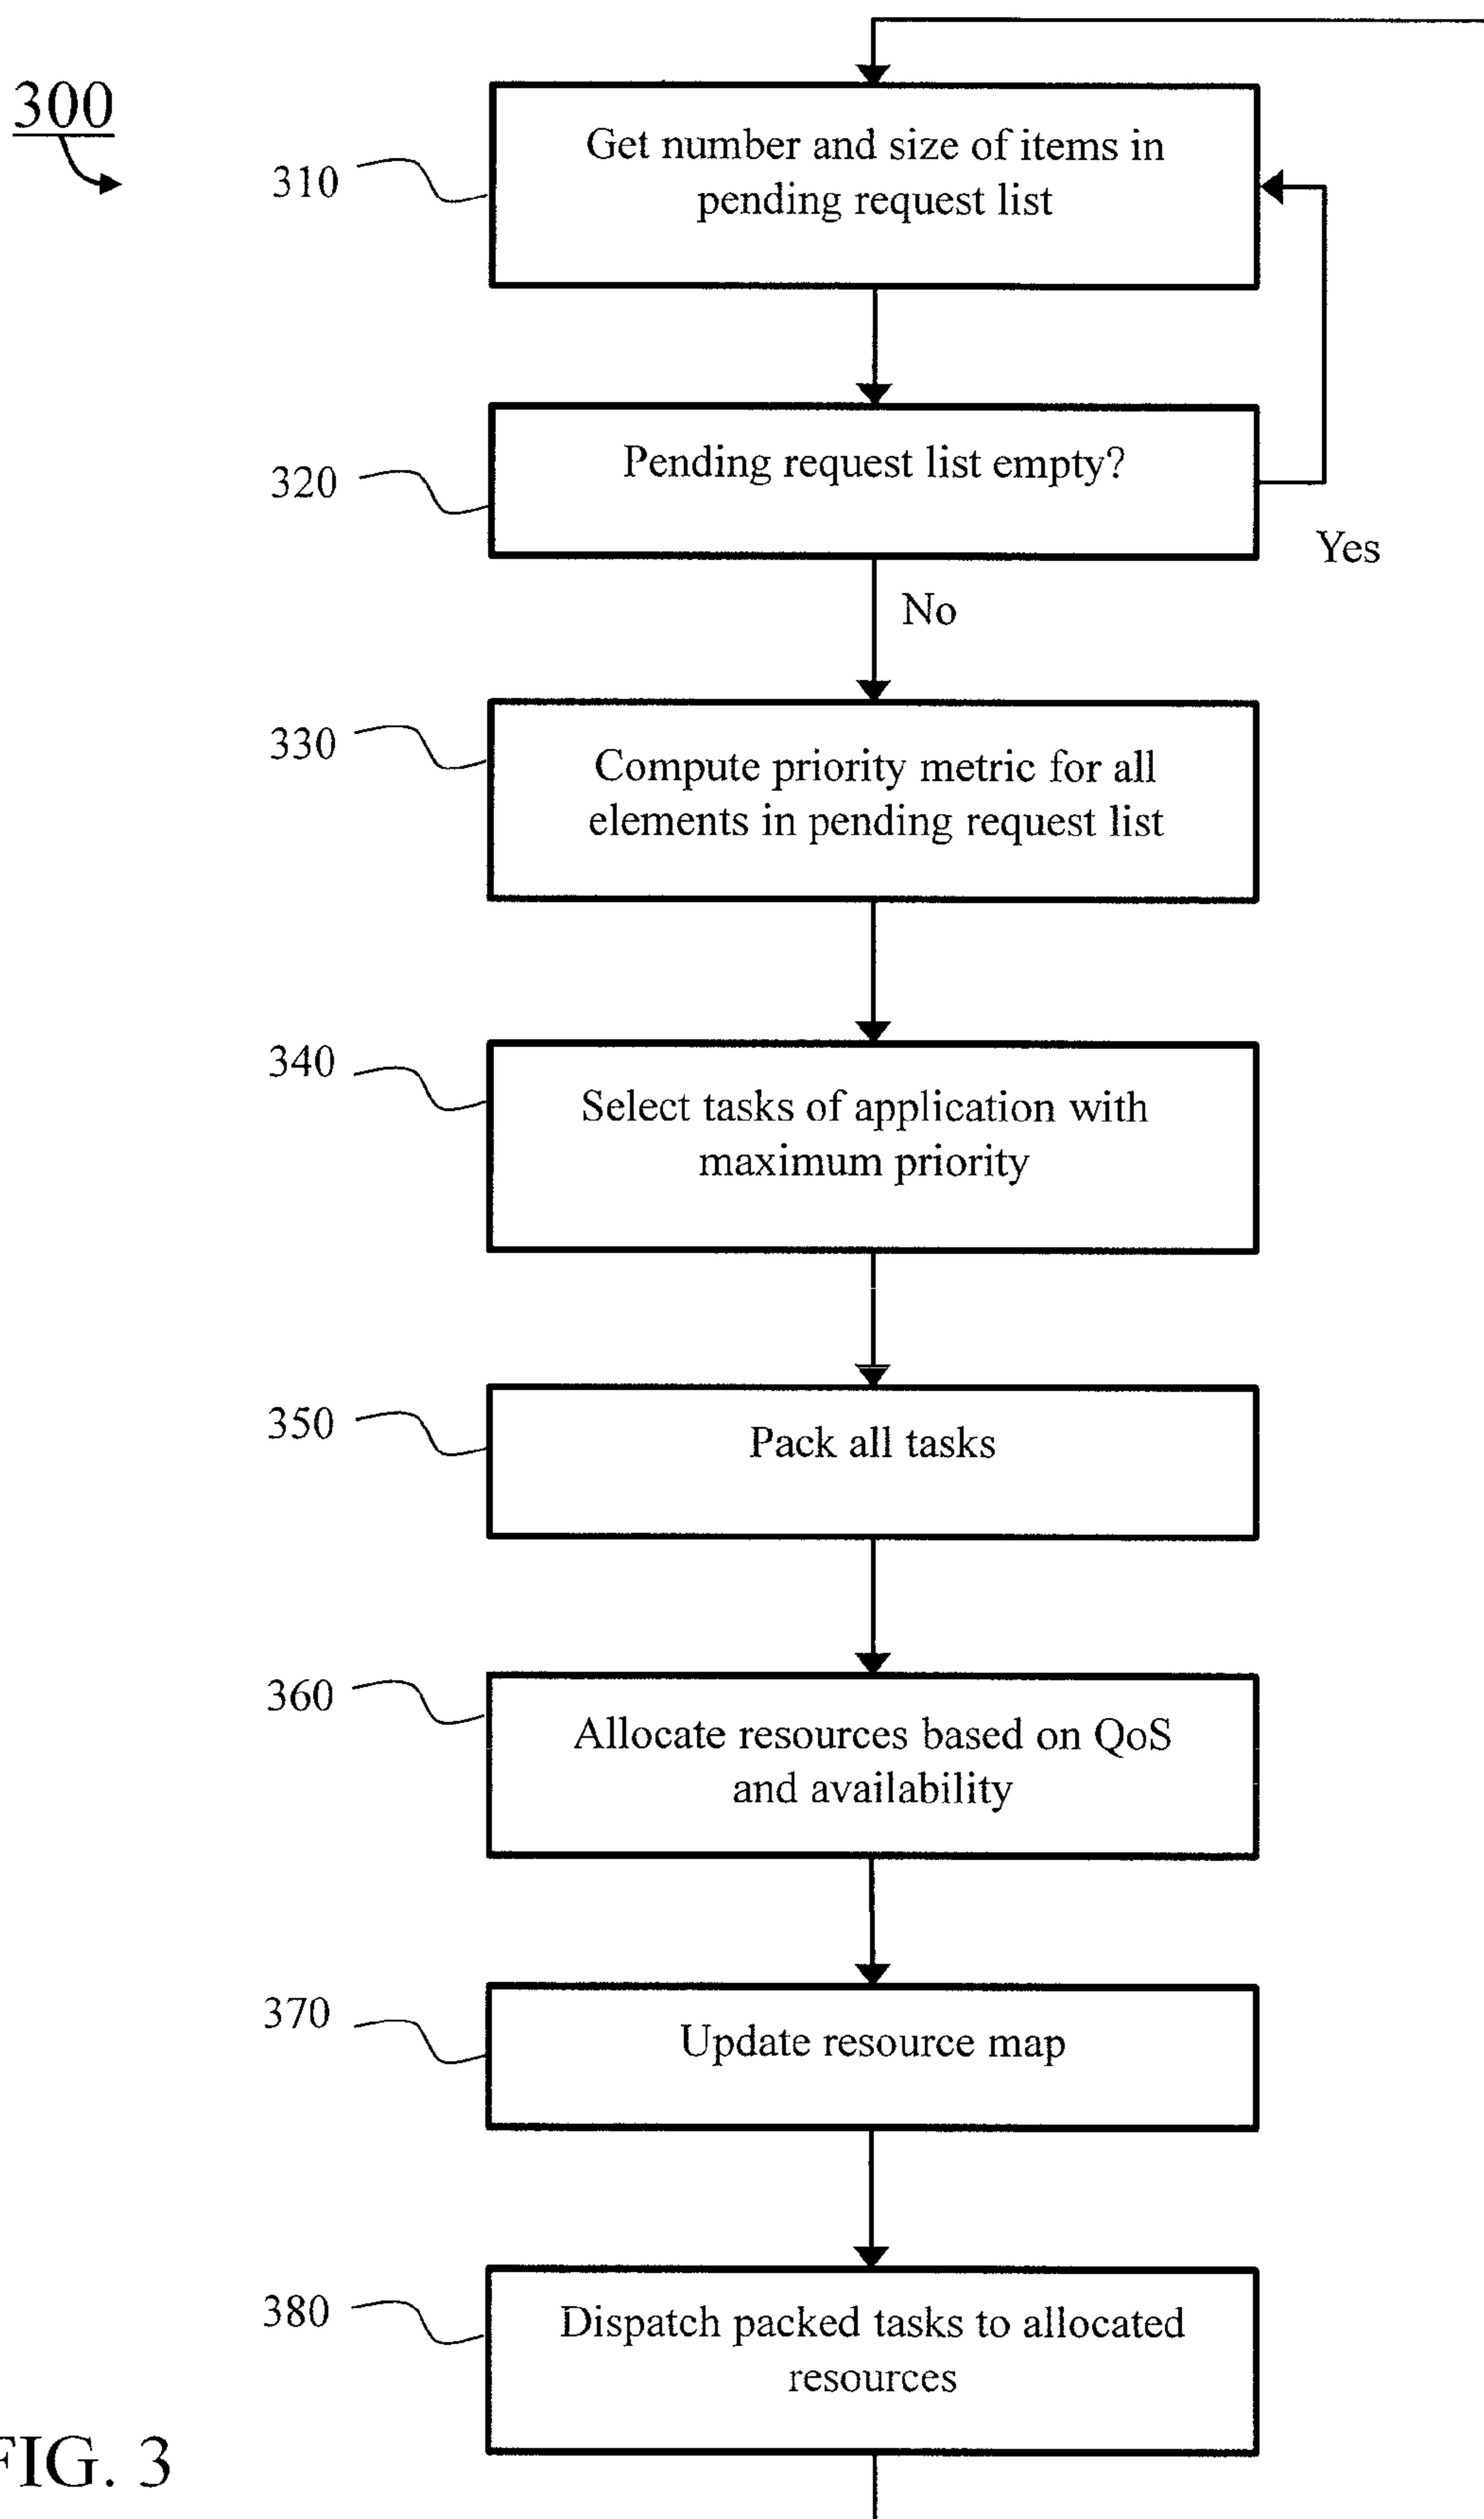 300
310
Get number and size of items in
pending request list
320
Pending request list empty?
Yes
No
330
Compute priority metric for all
elements in pending request list
340
Select tasks of application with
maximum priority
350
Pack all tasks
360
Allocate resources based on QoS
and availability
370
Update resource map
380
Dispatch packed tasks to allocated
resources
FIG. 3